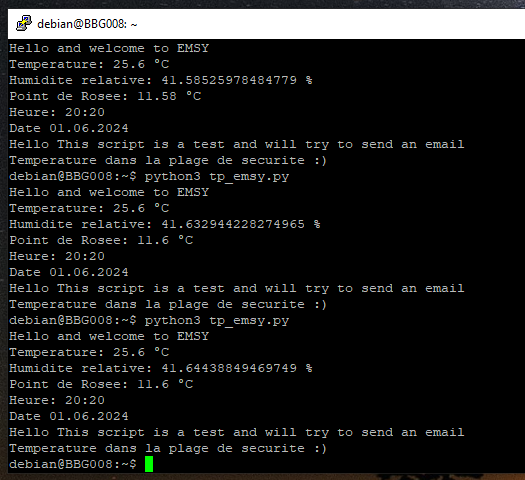 debian@BBG008: ~
Hello and welcome to EMSY
Temperature: 25.6 °C
Humidite relative: 41.58525978484779 %
Point de Rosee: 11.58 °C
Heure: 20:20
Date 01.06.2024
Hello This script is a test and will try to send an email
Temperature dans la plage de securite :)
debian@BBG008:~$ python3 tp_emsy.py
Hello and welcome to EMSY
Temperature: 25.6 °C
Humidite relative: 41.632944228274965 %
Point de Rosee: 11.6 °C
Heure: 20:20
Date 01.06.2024
Hello This script is a test and will try to send an email
Temperature dans la plage de securite :)
debian@BBG008:~$ python3 tp_emsy.py
Hello and welcome to EMSY
Temperature: 25.6 °C
Humidite relative: 41.64438849469749 %
Point de Rosee: 11.6 °C
Heure: 20:20
Date 01.06.2024
Hello This script is a test and will try to send an email
Temperature dans la plage de securite :)
debian@BBG008:~$